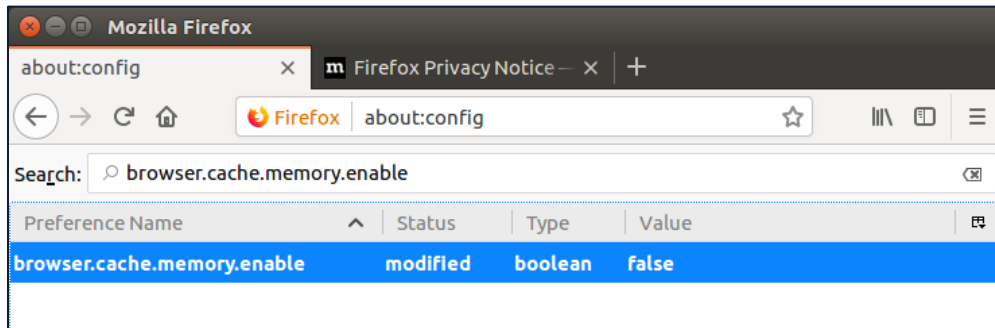 Mozilla Firefox
about:config
m Firefox Privacy Notice —
Firefox about:config
Search: browser.cache.memory.enable
Preference Name Status Type Value
browser.cache.memory.enable modified boolean false